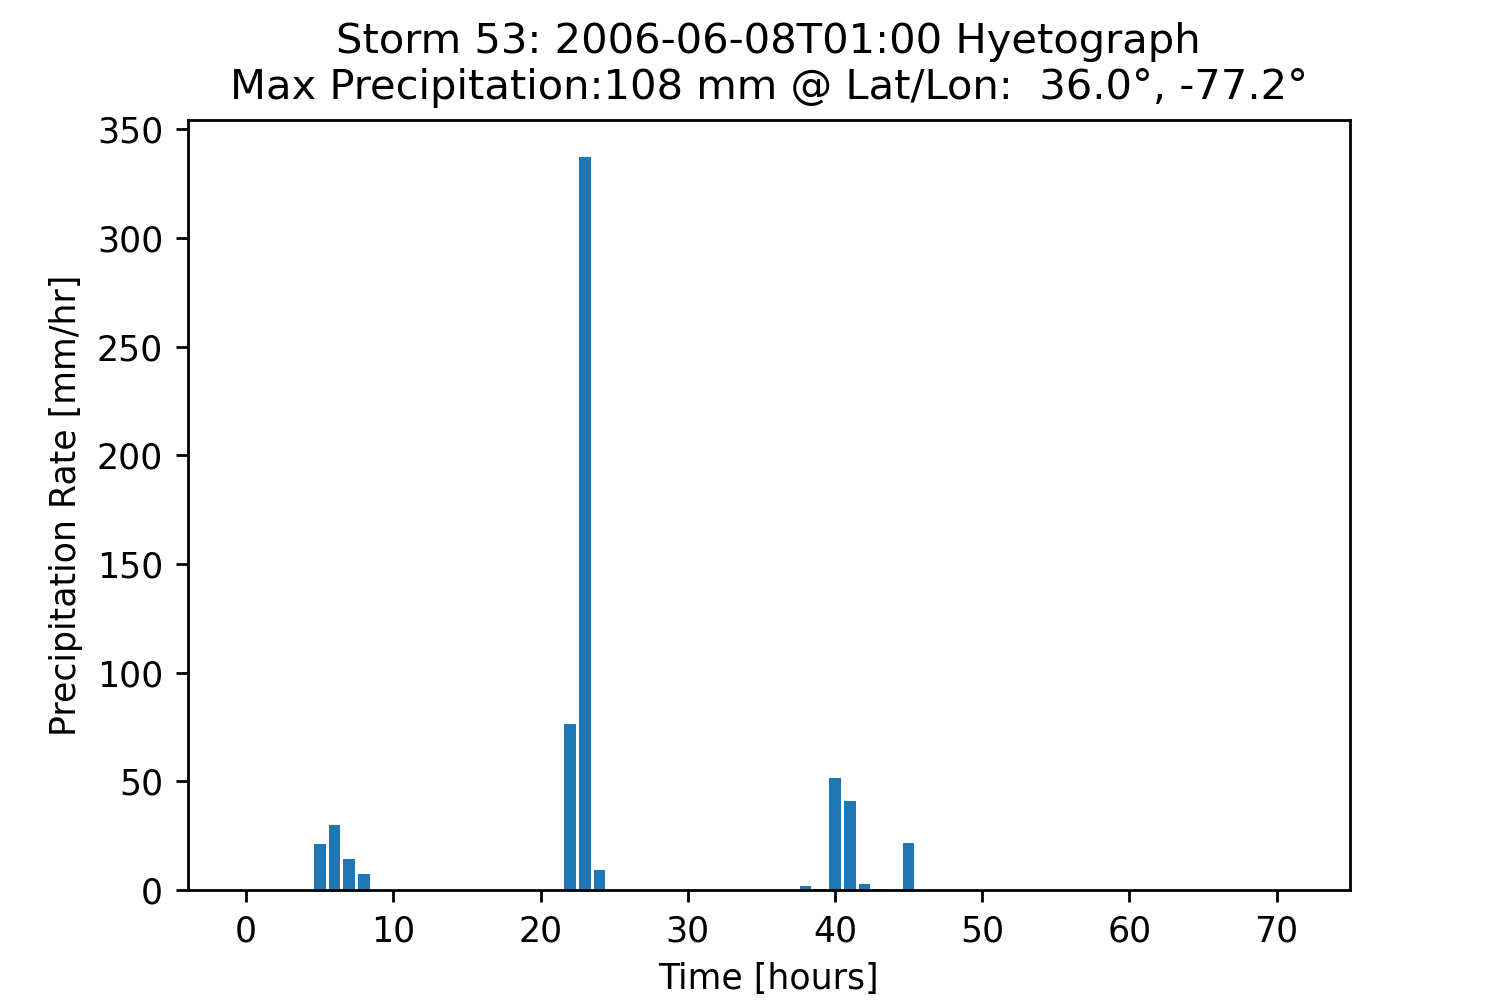 Storm 53: 2006-06-08T01:00 Hyetograph
Max Precipitation:108 mm @ Lat/Lon:  36.0°, -77.2°
350
300
250
200
150
100
50
0
Precipitation Rate [mm/hr]
0 10 20 30 40 50 60 70
Time [hours]